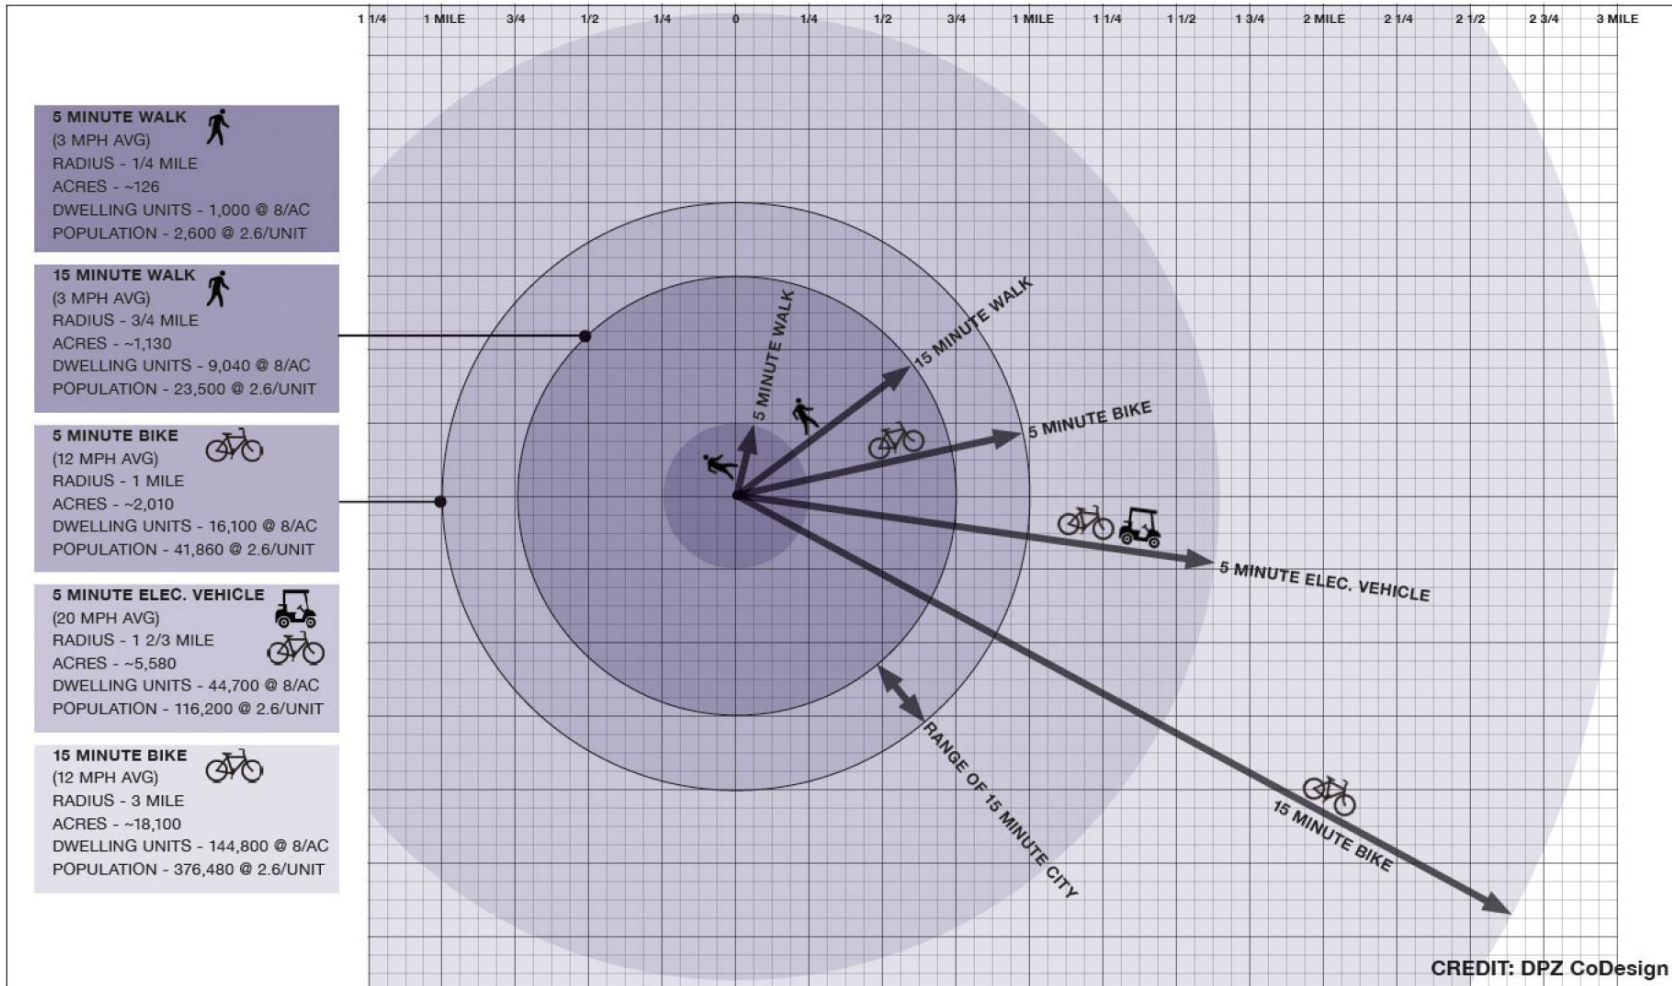 1 1/4 1 MILE 3/4 1/2 1/4 0 1/4 1/2 3/4 1 MILE 1 1/4 1 1/2 1 3/4 2 MILE 2 1/4 2 1/2 2 3/4 3 MILE
5 MINUTE WALK
(3 MPH AVG)
RADIUS - 1/4 MILE
ACRES - ~126
DWELLING UNITS - 1,000 @ 8/AC
POPULATION - 2,600 @ 2.6/UNIT
15 MINUTE WALK
(3 MPH AVG)
RADIUS - 3/4 MILE
ACRES - ~1,130
DWELLING UNITS - 9,040 @ 8/AC
POPULATION - 23,500 @ 2.6/UNIT
5 MINUTE BIKE
(12 MPH AVG)
RADIUS - 1 MILE
ACRES - ~2,010
DWELLING UNITS - 16,100 @ 8/AC
POPULATION - 41,860 @ 2.6/UNIT
5 MINUTE ELEC. VEHICLE
(20 MPH AVG)
RADIUS - 1 2/3 MILE
ACRES - ~5,580
DWELLING UNITS - 44,700 @ 8/AC
POPULATION - 116,200 @ 2.6/UNIT
15 MINUTE BIKE
(12 MPH AVG)
RADIUS - 3 MILE
ACRES - ~18,100
DWELLING UNITS - 144,800 @ 8/AC
POPULATION - 376,480 @ 2.6/UNIT
5 MINUTE WALK
15 MINUTE WALK
5 MINUTE BIKE
5 MINUTE ELEC. VEHICLE
RANGE OF 15 MINUTE CITY
15 MINUTE BIKE
CREDIT: DPZ CoDesign